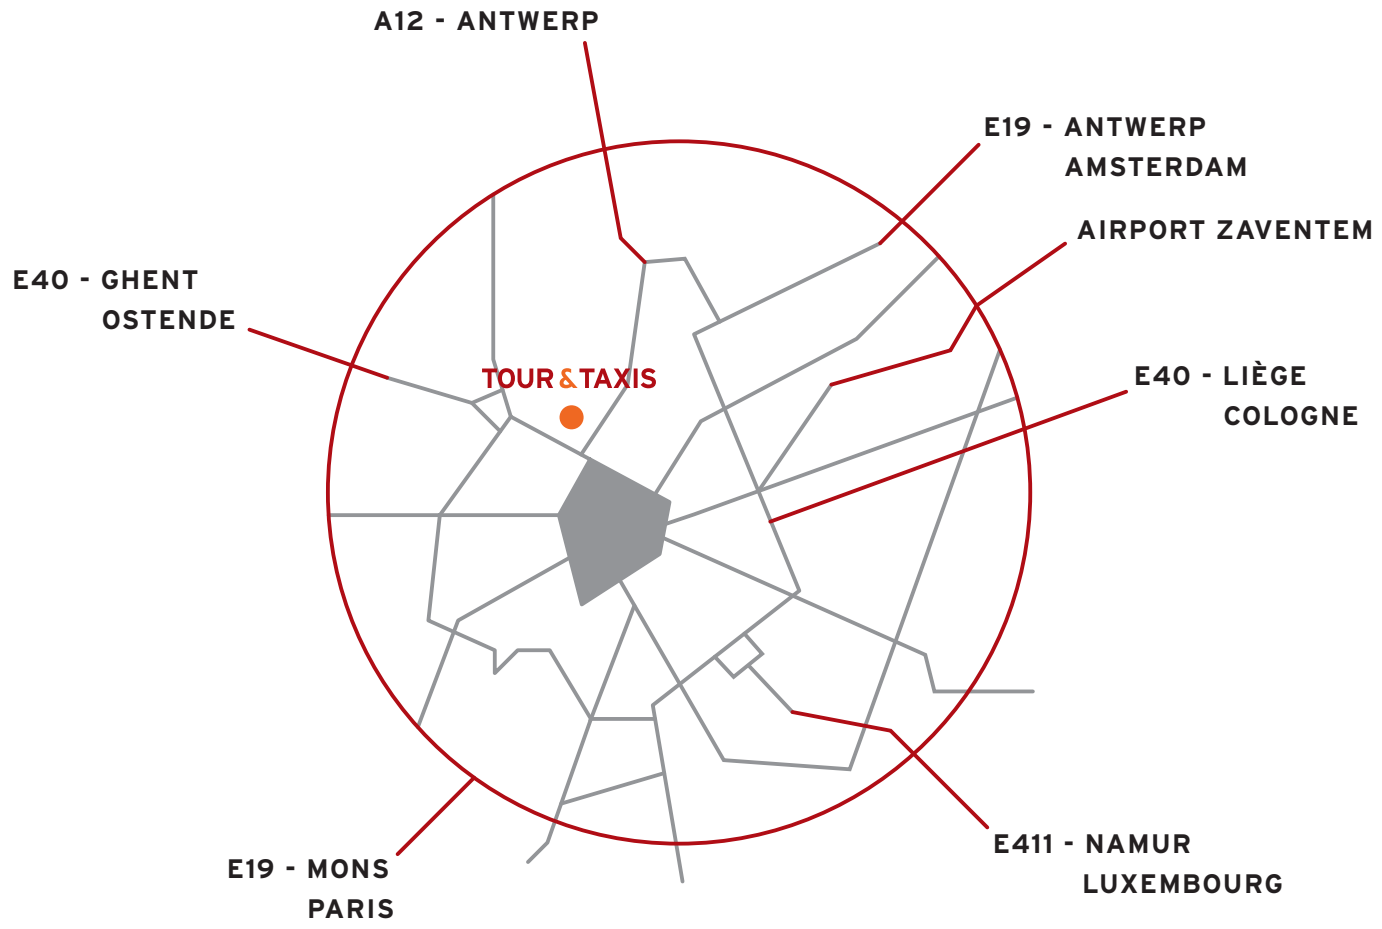 A12 - ANTWERP
E19 - ANTWERP
AMSTERDAM
AIRPORT ZAVENTEM
E40 - GHENT
OSTENDE
TOUR & TAXIS
E40 - LIÈGE
COLOGNE
E411 - NAMUR
LUXEMBOURG
E19 - MONS
PARIS